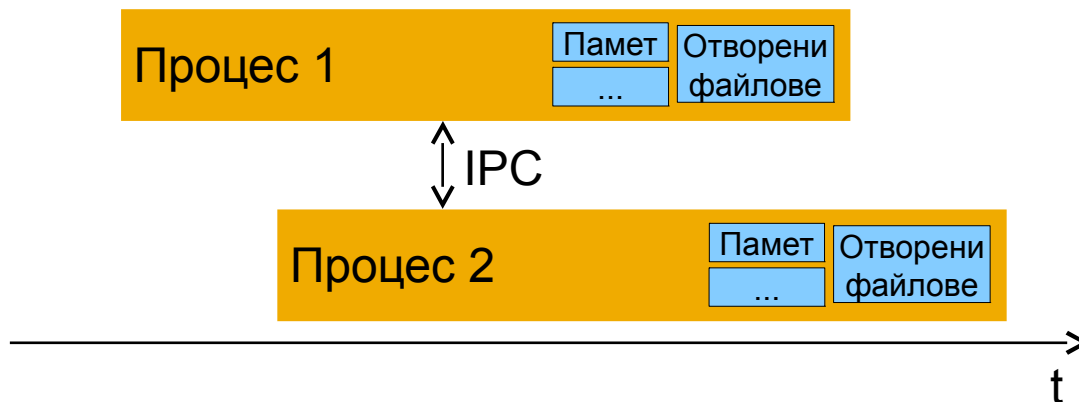 Процес 1
Памет
...
Отворени
файлове
IPC
Процес 2
Памет
...
Отворени
файлове
t